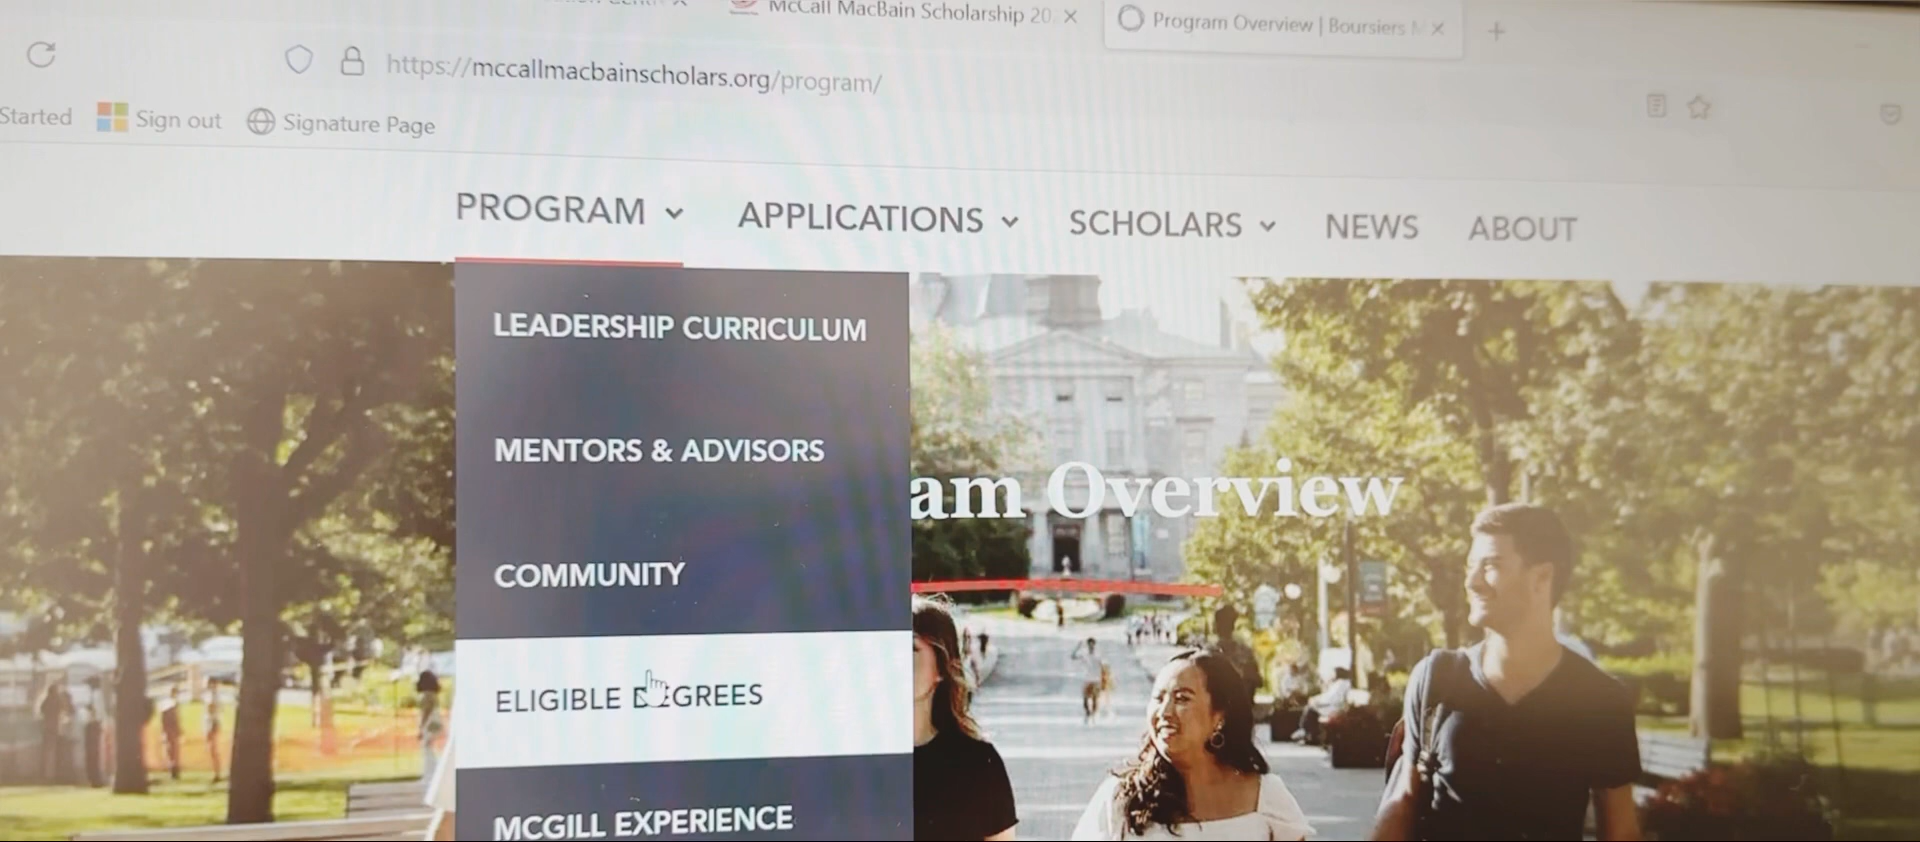 McCall MacBain Scholarship 20
Program Overview | Boursiers M
https://mccallmacbainscholars.org/program/
Started
Sign out
Signature Page
PROGRAM
APPLICATIONS
SCHOLARS
NEWS
ABOUT
LEADERSHIP CURRICULUM
MENTORS & ADVISORS
am Overview
COMMUNITY
ELIGIBLE DEGREES
MCGILL EXPERIENCE